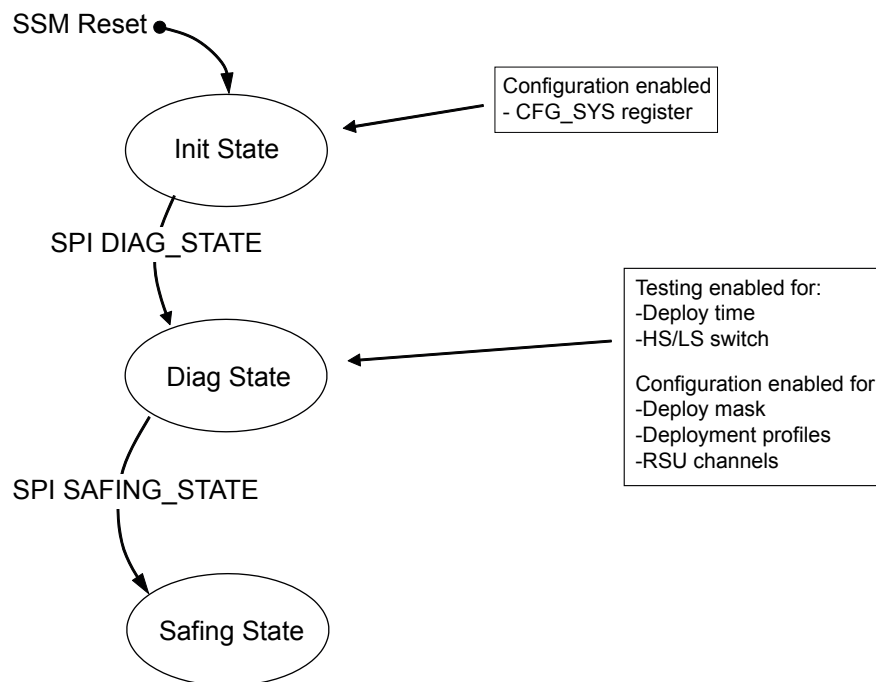 SSM Reset
Configuration enabled
- CFG_SYS register
Init State
SPI DIAG_STATE
Testing enabled for:
-Deploy time
-HS/LS switch
Configuration enabled for
-Deploy mask
-Deployment profiles
-RSU channels
Diag State
SPI SAFING_STATE
Safing State